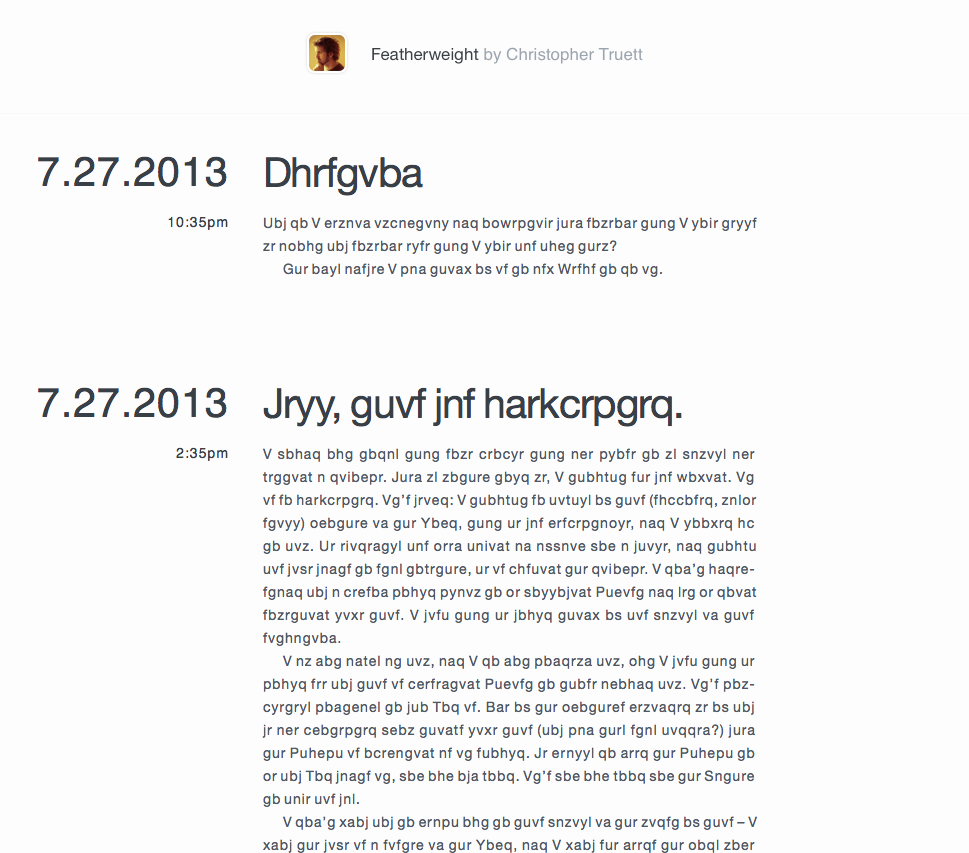 Featherweight by Christopher Truett
7.27.2013
Dhrfgvba
10:35pm
Ubj qb V erznva vzcnegvny naq bowrpgvir jura fbzrbar gung V ybir gryyf
zr nobhg ubj fbzrbar ryfr gung V ybir unf uheg gurz?
Gur bayl nafjre V pna guvax bs vf gb nfx Wrfhf gb qb vg.
7.27.2013
Jryy, guvf jnf harkcrpgrq.
2:35pm
V sbhaq bhg gbqnl gung fbzr crbcyr gung ner pybfr gb zl snzvyl ner
trggvat n qvibepr. Jura zl zbgure gbyq zr, V gubhtug fur jnf wbxvat. Vg
vf fb harkcrpgrq. Vg’f jrveq: V gubhtug fb uvtuyl bs guvf (fhccbfrq, znlor
fgvyy) oebgure va gur Ybeq, gung ur jnf erfcrpgnoyr, naq V ybbxrq hc
gb uvz. Ur rivqragyl unf orra univat na nssnve sbe n juvyr, naq gubhtu
uvf jvsr jnagf gb fgnl gbtrgure, ur vf chfuvat gur qvibepr. V qba’g haqre-
fgnaq ubj n crefba pbhyq pynvz gb or sbyybjvat Puevfg naq lrg or qbvat
fbzrguvat yvxr guvf. V jvfu gung ur jbhyq guvax bs uvf snzvyl va guvf
fvghngvba.
V nz abg natel ng uvz, naq V qb abg pbaqrza uvz, ohg V jvfu gung ur
pbhyq frr ubj guvf vf cerfragvat Puevfg gb gubfr nebhaq uvz. Vg’f pbz-
cyrgryl pbagenel gb jub Tbq vf. Bar bs gur oebguref erzvaqrq zr bs ubj
jr ner cebgrpgrq sebz guvatf yvxr guvf (ubj pna gurl fgnl uvqqra?) jura
gur Puhepu vf bcrengvat nf vg fubhyq. Jr ernyyl qb arrq gur Puhepu gb
or ubj Tbq jnagf vg, sbe bhe bja tbbq. Vg’f sbe bhe tbbq sbe gur Sngure
gb unir uvf jnl.
V qba’g xabj ubj gb ernpu bhg gb guvf snzvyl va gur zvqfg bs guvf – V
xabj gur jvsr vf n fvfgre va gur Ybeq, naq V xabj fur arrqf gur obql zber